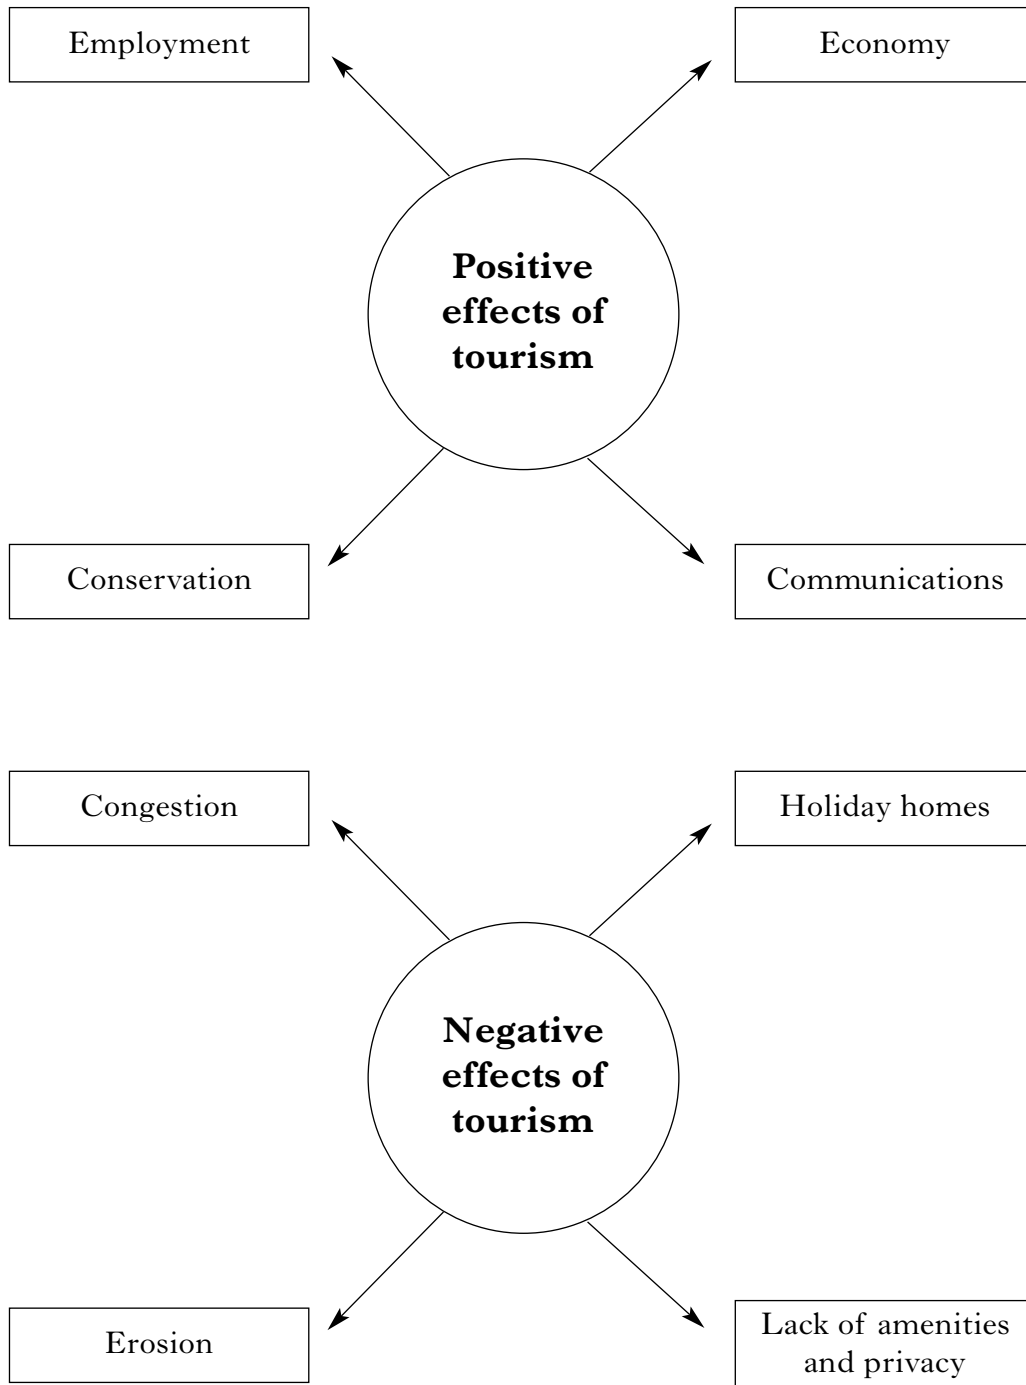 Employment
Economy
Positive
effects of
tourism
Conservation
Communications
Congestion
Holiday homes
Negative
effects of
tourism
Erosion
Lack of amenities
and privacy